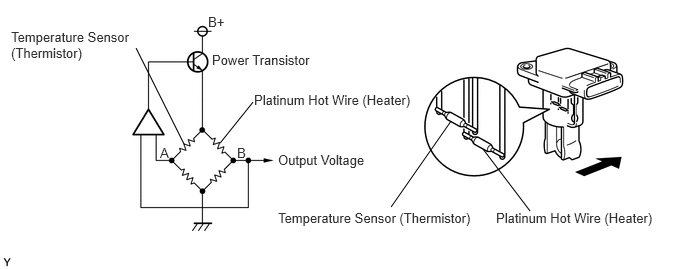 B+
Temperature Sensor
(Thermistor)
Power Transistor
Platinum Hot Wire (Heater)
A
B
Output Voltage
Temperature Sensor (Thermistor)
Platinum Hot Wire (Heater)
Y